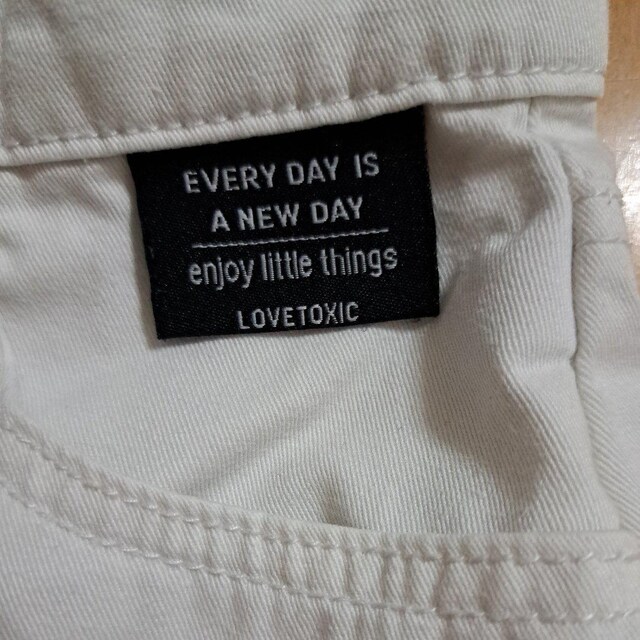 EVERY DAY IS
A NEW DAY
enjoy little things
LOVETOXIC